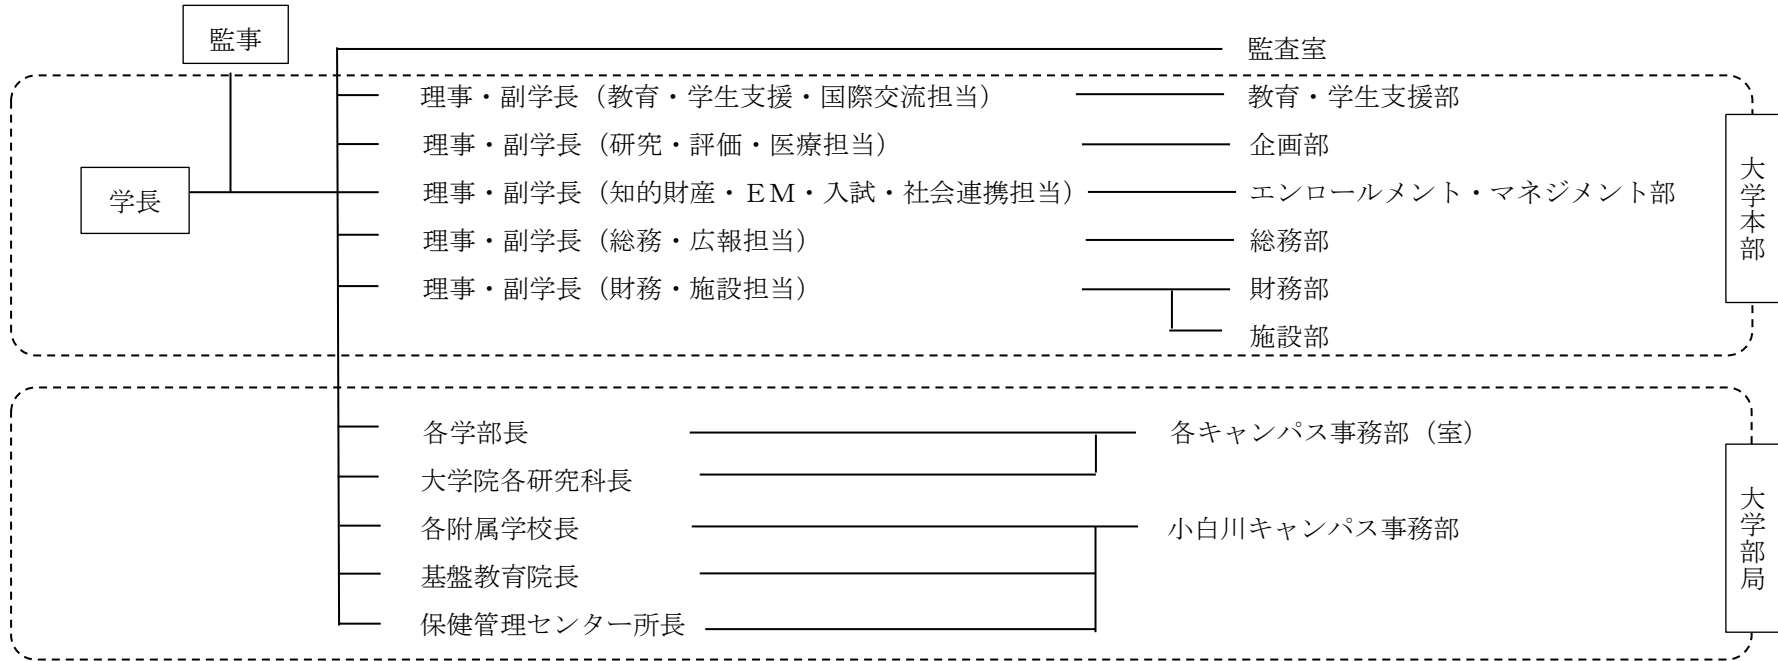 監事
監査室
理事・副学長（教育・学生支援・国際交流担当） 教育・学生支援部
理事・副学長（研究・評価・医療担当） 企画部
学長
理事・副学長（知的財産・ＥＭ・入試・社会連携担当） エンロールメント・マネジメント部
理事・副学長（総務・広報担当） 総務部
理事・副学長（財務・施設担当） 財務部
施設部
大学本部
各学部長 各キャンパス事務部（室）
大学院各研究科長
各附属学校長 小白川キャンパス事務部
基盤教育院長
保健管理センター所長
大学部局